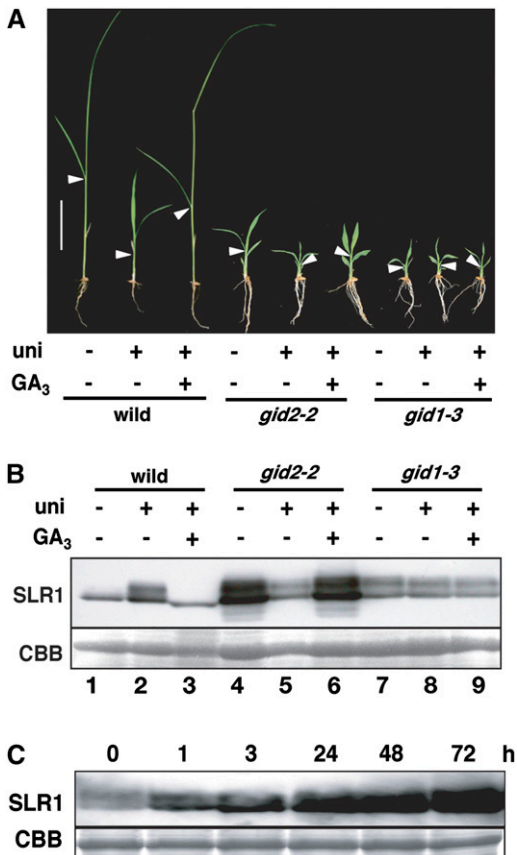 A
uni - + + - + + - + +
GA3 - - + - - + - - +
wild gid2-2 gid1-3
B
wild gid2-2 gid1-3
uni - + + - + + - + +
GA3 - - + - - + - - +
SLR1
CBB
1 2 3 4 5 6 7 8 9
C
0 1 3 24 48 72 h
SLR1
CBB